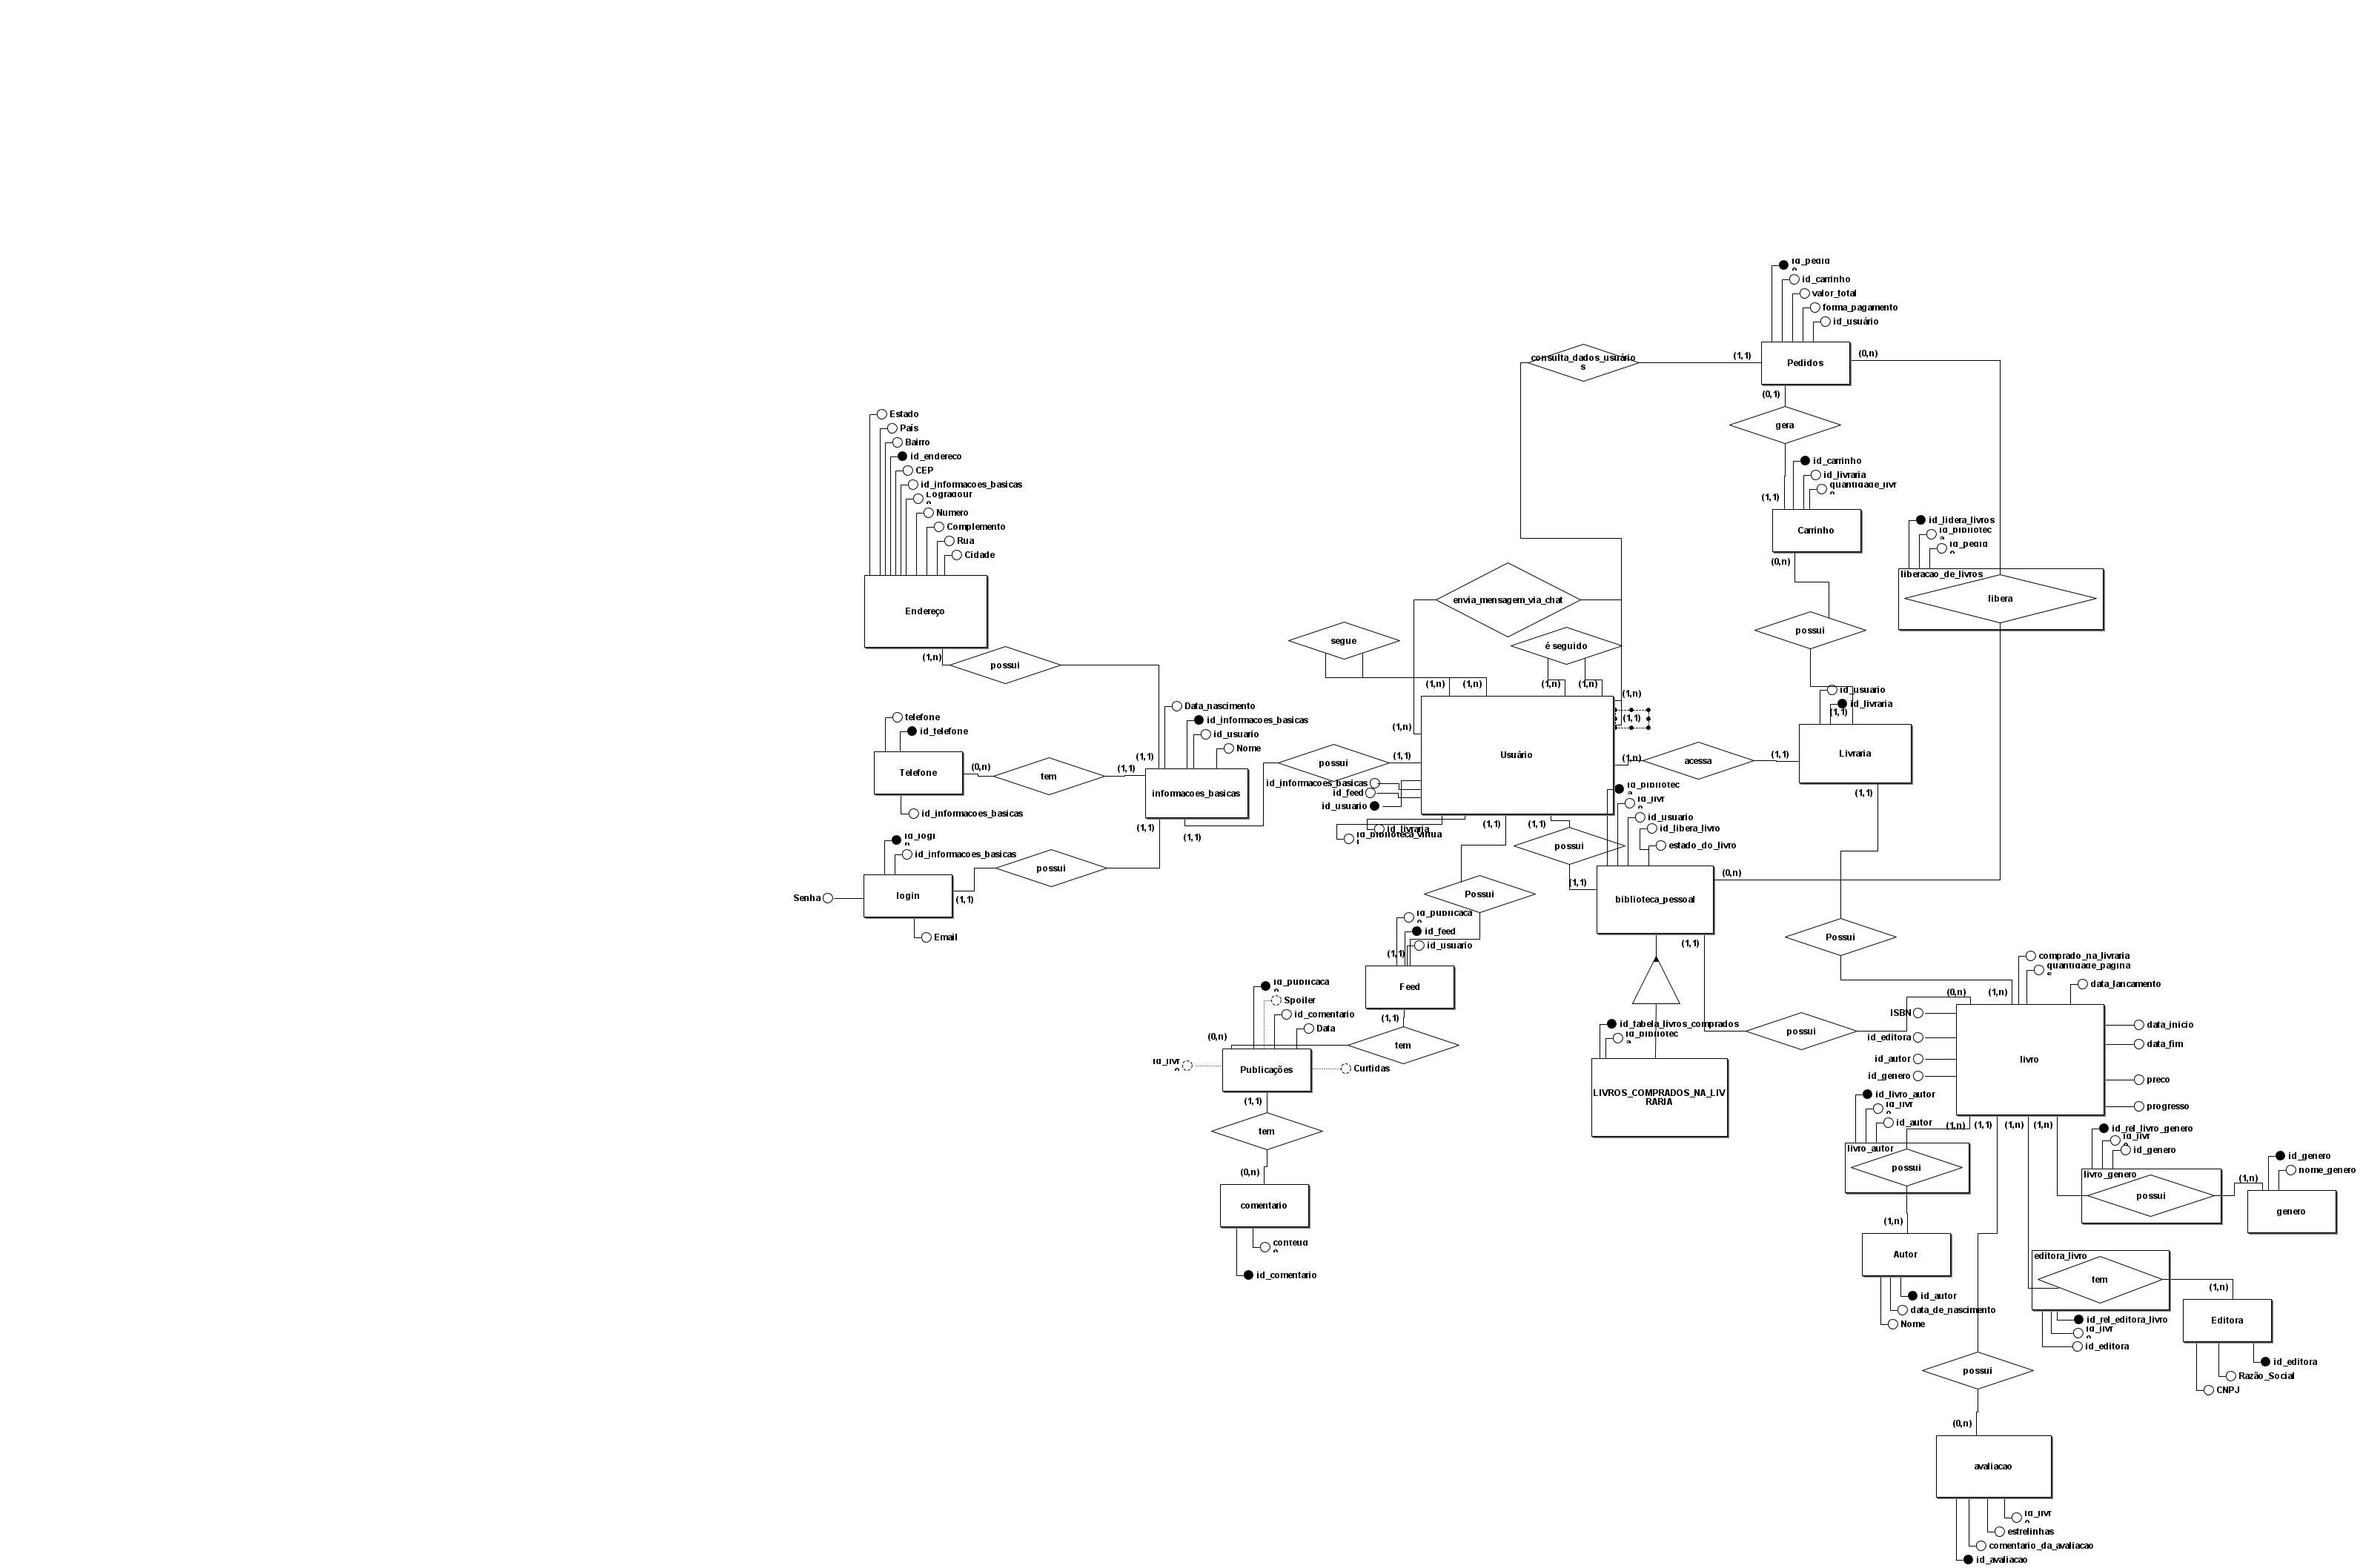 id_pedido
id_carrinho
valor_total
forma_pagamento
id_usuário
consulta_dados_usuário
s
(1,1)
Pedidos
(0,n)
(0,1)
gera
Estado
País
Bairro
id_endereco
CEP
id_informacoes_basicas
Logradouro
Numero
Complemento
Rua
Cidade
id_carrinho
id_livraria
quantidade_livro
(1,1)
Carrinho
(0,n)
id_lidera_livros
id_biblioteca
id_pedido
liberacao_de_livros
libera
Endereço
(1,n)
possui
envia_mensagem_via_chat
segue
é seguido
possui
(1,n)
(1,n)
(1,n)
(1,n)
(1,n)
(1,1)
(1,n)
id_usuario
id_livraria
(1,1)
Data_nascimento
id_informacoes_basicas
id_usuario
Nome
telefone
id_telefone
Telefone
(0,n)
tem
(1,1)
(1,1)
informacoes_basicas
(1,1)
(1,1)
possui
(1,1)
Usuário
(1,n)
acessa
(1,1)
Livraria
(1,1)
id_informacoes_basicas
id_feed
id_usuario
id_livraria
id_biblioteca_virtual
id_informacoes_basicas
id_login
id_informacoes_basicas
possui
Senha
login
(1,1)
Email
(1,1)
(1,1)
possui
(1,1)
id_biblioteca
id_livro
id_usuario
id_libera_livro
estado_do_livro
biblioteca_pessoal
(0,n)
(1,1)
Possui
id_publicacao
id_feed
id_usuario
(1,1)
Feed
(1,1)
Possui
id_publicacao
Spoiler
id_comentario
Data
(0,n)
tem
id_livro
Publicações
Curtidas
(1,1)
tem
(0,n)
comentario
conteudo
id_comentario
id_tabela_livros_comprados
id_biblioteca
LIVROS_COMPRADOS_NA_LIV
RARIA
possui
comprado_na_livraria
quantidade_paginas
data_lancamento
(0,n)
(1,n)
ISBN
id_editora
id_autor
id_genero
livro
data_inicio
data_fim
preco
progresso
(1,n)
(1,1)
(1,n)
(1,n)
id_livro_autor
id_livro
id_autor
livro_autor
possui
(1,n)
Autor
id_autor
data_de_nascimento
Nome
id_rel_livro_genero
id_livro
id_genero
livro_genero
possui
(1,n)
id_genero
nome_genero
genero
editora_livro
tem
(1,n)
id_rel_editora_livro
id_livro
id_editora
Editora
id_editora
Razão_Social
CNPJ
possui
(0,n)
avaliacao
id_livro
estrelinhas
comentario_da_avaliacao
id_avaliacao